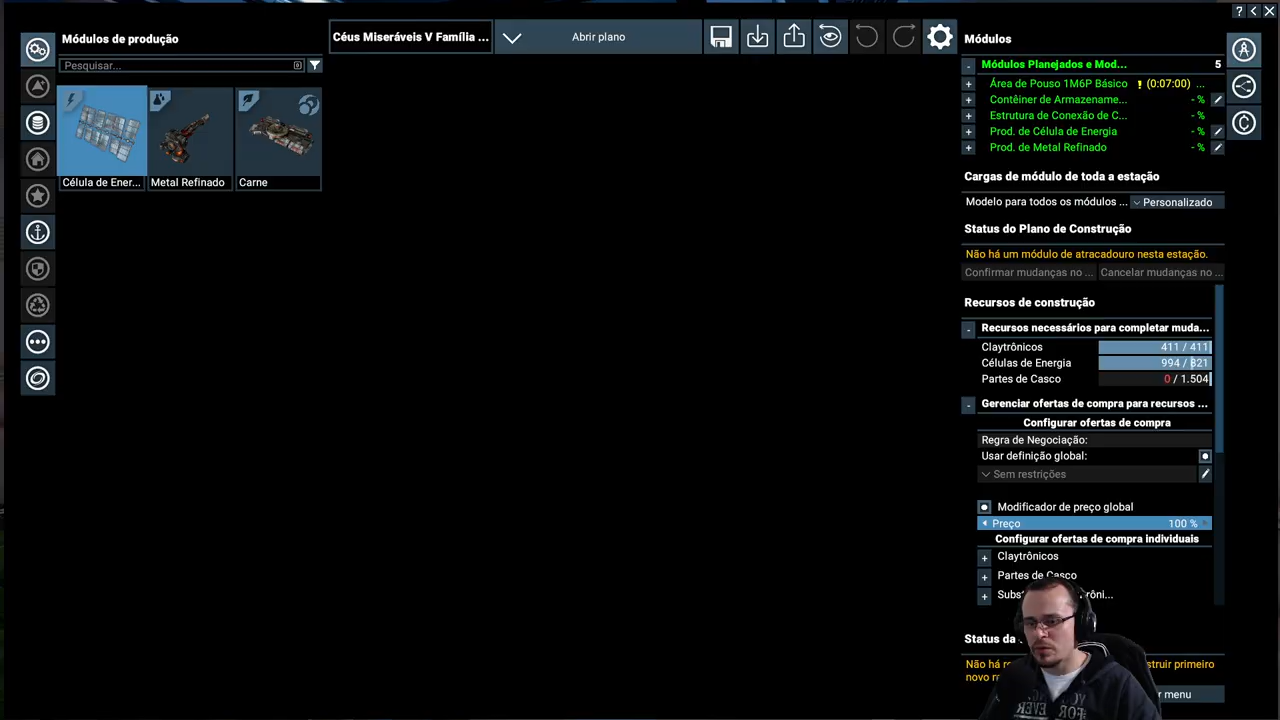 Módulos de produção
Pesquisar...
Célula de Ener...
Metal Refinado
Carne
Céus Miseráveis V Família ...
Abrir plano
Módulos
- Módulos Planejados e Mod... 5
+ Área de Pouso 1M6P Básico ! (0:07:00) ...
+ Contêiner de Armazename... - %
+ Estrutura de Conexão de C... - %
+ Prod. de Célula de Energia - %
+ Prod. de Metal Refinado - %
Cargas de módulo de toda a estação
Modelo para todos os módulos ... Personalizado
Status do Plano de Construção
Não há um módulo de atracadouro nesta estação.
Confirmar mudanças no ... Cancelar mudanças no ...
Recursos de construção
- Recursos necessários para completar muda...
Claytrônicos 411 / 411
Células de Energia 994 / 821
Partes de Casco 0 / 1.504
- Gerenciar ofertas de compra para recursos ...
Configurar ofertas de compra
Regra de Negociação:
Usar definição global:
Sem restrições
Modificador de preço global
Preço 100 %
Configurar ofertas de compra individuais
+ Claytrônicos
+ Partes de Casco
Status da
Não há
struir primeiro
novo
menu
FOR EVER